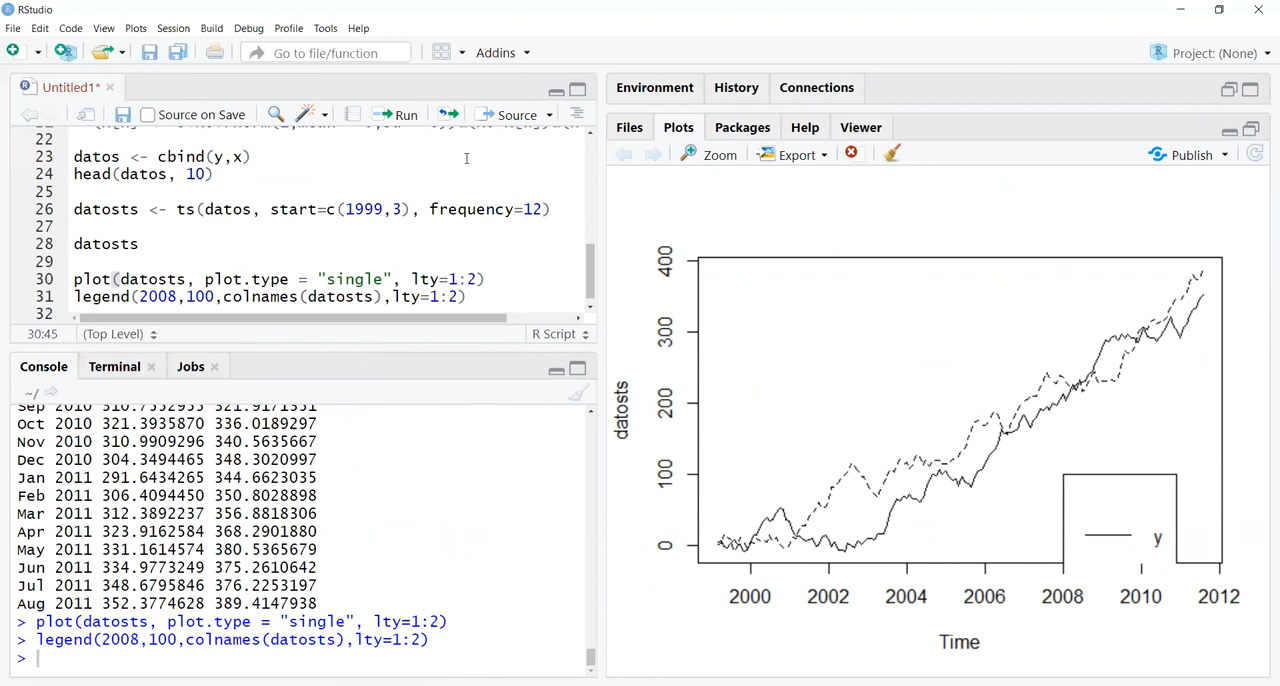 RStudio
File Edit Code View Plots Session Build Debug Profile Tools Help
Go to file/function Addins Project: (None)
Untitled1*
Source on Save Run Source
22
23 datos <- cbind(y,x)
24 head(datos, 10)
25
26 datosts <- ts(datos, start=c(1999,3), frequency=12)
27
28 datosts
29
30 plot(datosts, plot.type = "single", lty=1:2)
31 legend(2008,100,colnames(datosts),lty=1:2)
32
30:45 (Top Level) R Script
Console Terminal Jobs
~/
Sep 2010 310.7552955 321.9171551
Oct 2010 321.3935870 336.0189297
Nov 2010 310.9909296 340.5635667
Dec 2010 304.3494465 348.3020997
Jan 2011 291.6434265 344.6623035
Feb 2011 306.4094450 350.8028898
Mar 2011 312.3892237 356.8818306
Apr 2011 323.9162584 368.2901880
May 2011 331.1614574 380.5365679
Jun 2011 334.9773249 375.2610642
Jul 2011 348.6795846 376.2253197
Aug 2011 352.3774628 389.4147938
> plot(datosts, plot.type = "single", lty=1:2)
> legend(2008,100,colnames(datosts),lty=1:2)
>
Environment History Connections
Files Plots Packages Help Viewer
Zoom Export Publish
400
300
200
100
0
datosts
y
2000 2002 2004 2006 2008 2010 2012
Time